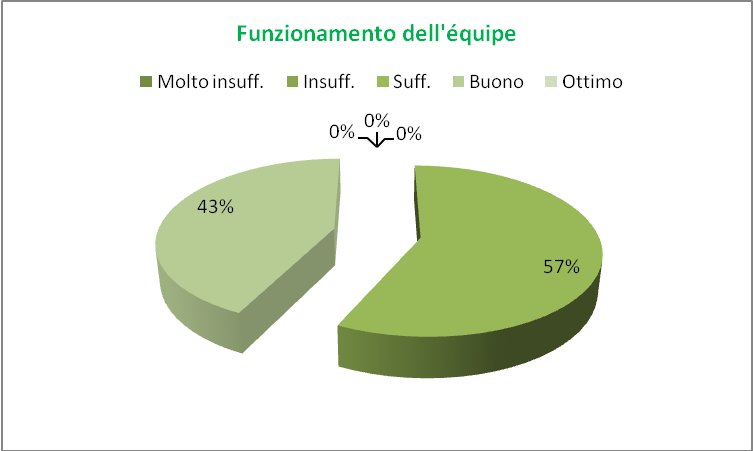 Funzionamento dell'équipe
Molto insuff. Insuff. Suff. Buono Ottimo
0%
0% 0%
43%
57%